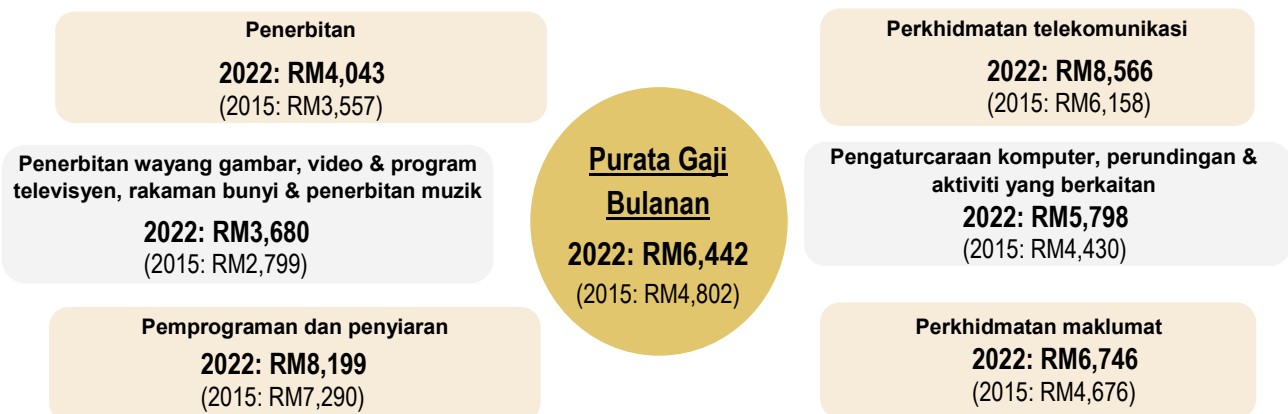 Penerbitan
2022: RM4,043
(2015: RM3,557)
Penerbitan wayang gambar, video & program
televisyen, rakaman bunyi & penerbitan muzik
2022: RM3,680
(2015: RM2,799)
Pemprograman dan penyiaran
2022: RM8,199
(2015: RM7,290)
Purata Gaji
Bulanan
2022: RM6,442
(2015: RM4,802)
Perkhidmatan telekomunikasi
2022: RM8,566
(2015: RM6,158)
Pengaturcaraan komputer, perundingan &
aktiviti yang berkaitan
2022: RM5,798
(2015: RM4,430)
Perkhidmatan maklumat
2022: RM6,746
(2015: RM4,676)